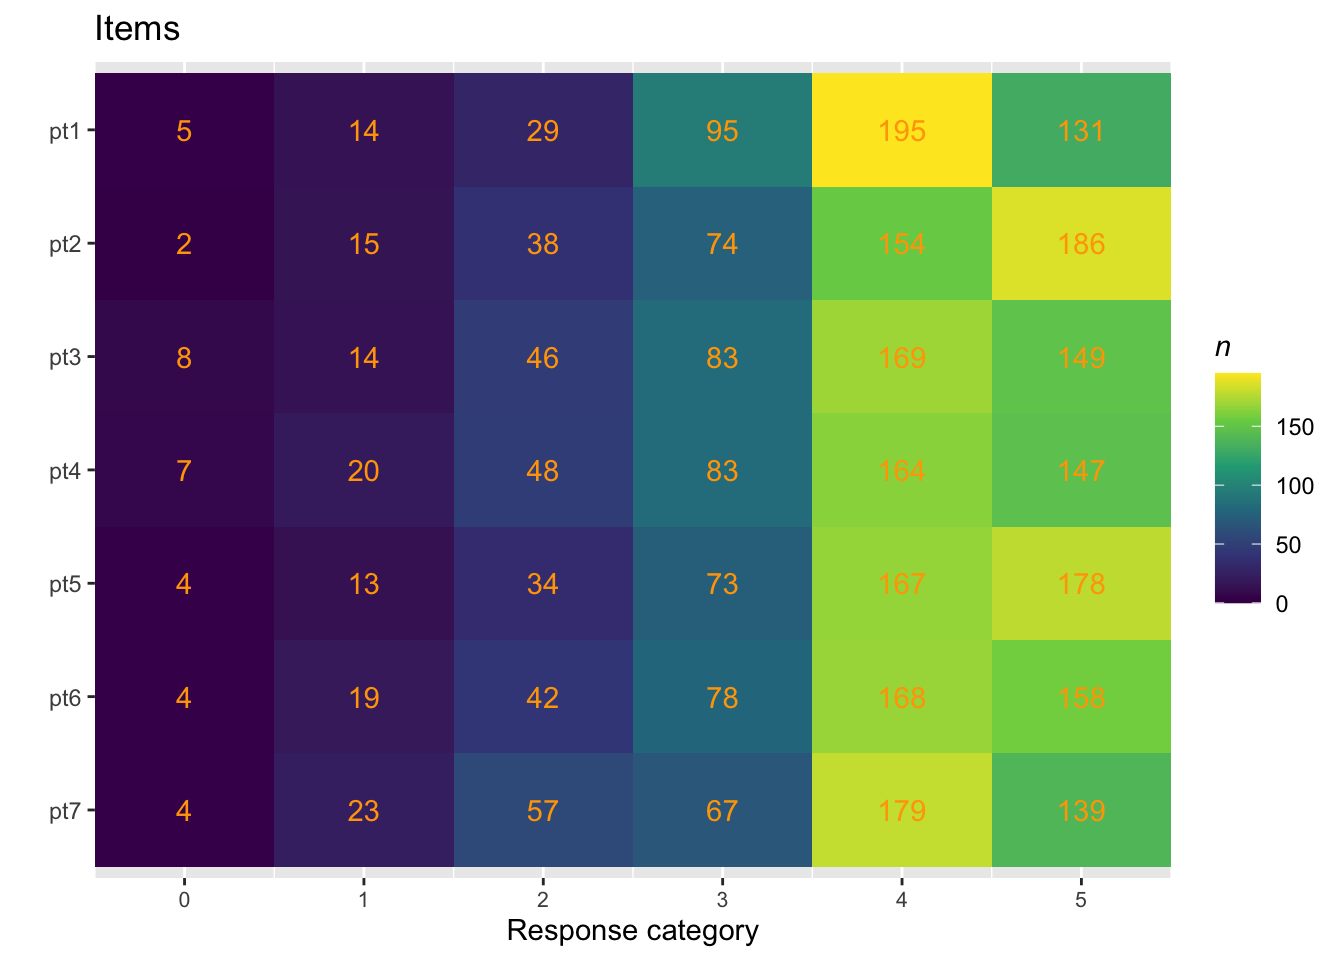 Items
pt1 5 14 29 95 195 131
pt2 2 15 38 74 154 186
pt3 8 14 46 83 169 149
pt4 7 20 48 83 164 147
pt5 4 13 34 73 167 178
pt6 4 19 42 78 168 158
pt7 4 23 57 67 179 139
0 1 2 3 4 5
Response category
n
150
100
50
0